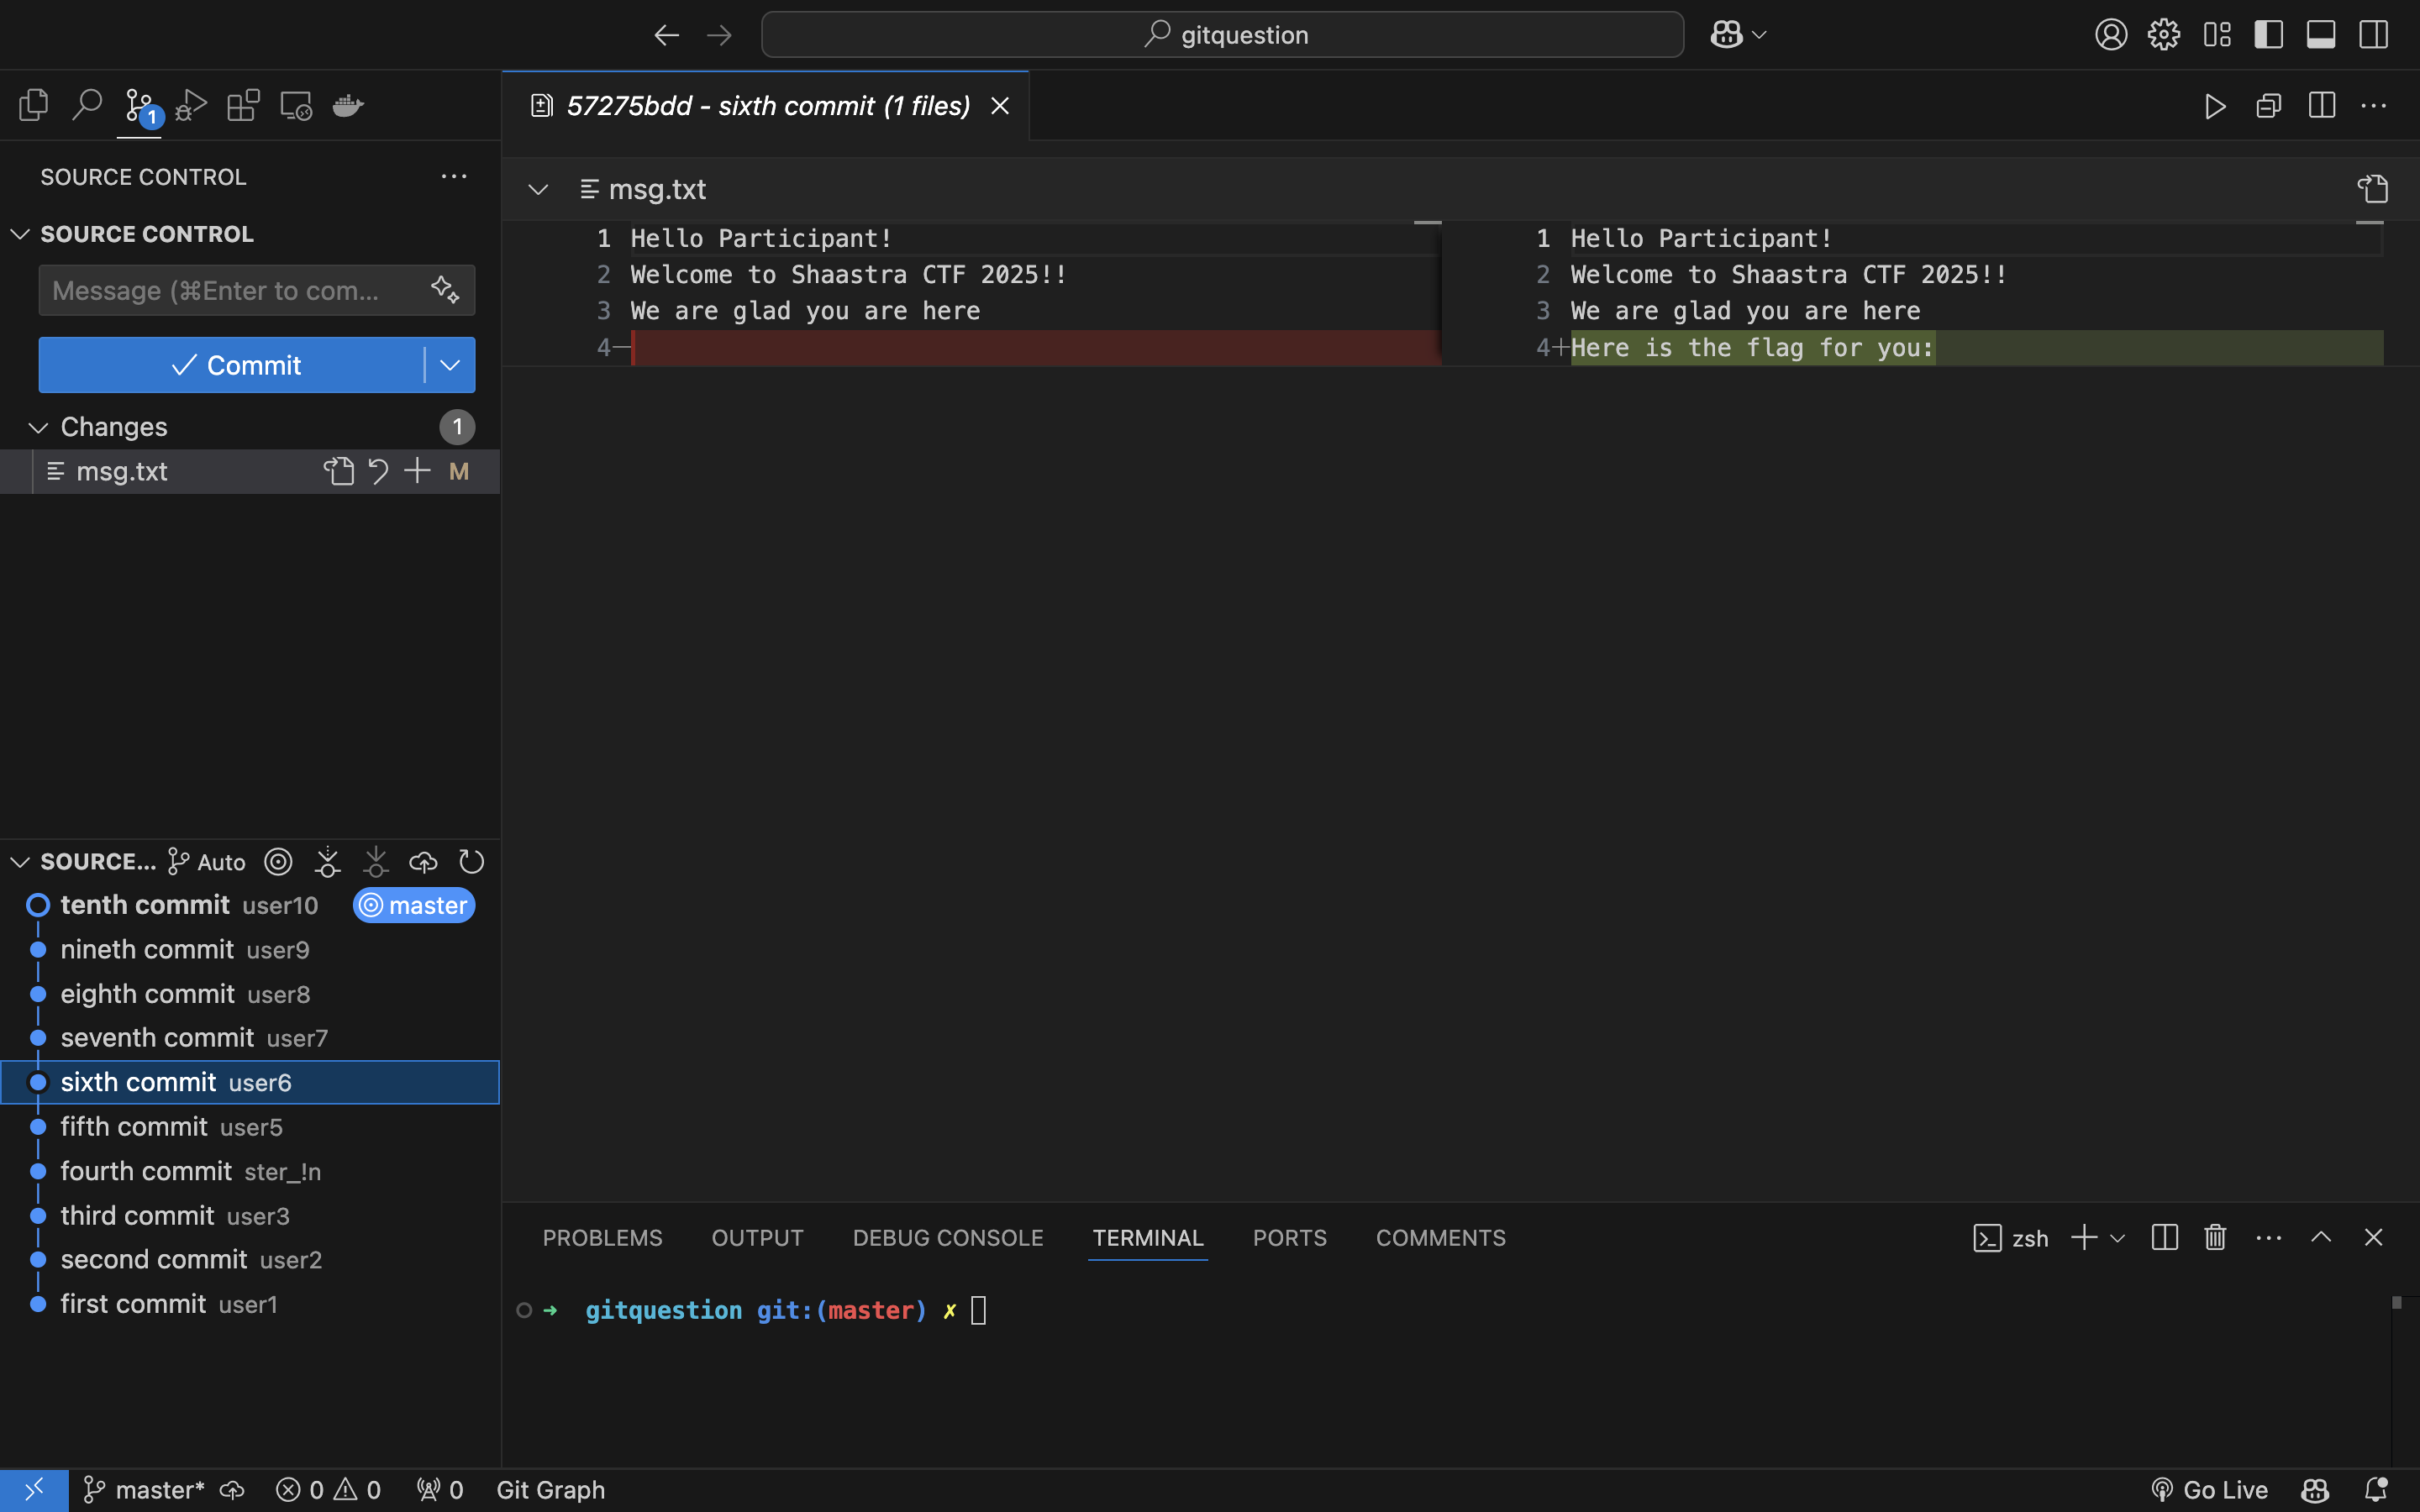 gitquestion
1
57275bdd - sixth commit (1 files)
SOURCE CONTROL
SOURCE CONTROL
Message (⌘Enter to com...
Commit
Changes 1
msg.txt M
msg.txt
1 Hello Participant!
2 Welcome to Shaastra CTF 2025!!
3 We are glad you are here
4—
1 Hello Participant!
2 Welcome to Shaastra CTF 2025!!
3 We are glad you are here
4+Here is the flag for you:
SOURCE... Auto
tenth commit user10 master
nineth commit user9
eighth commit user8
seventh commit user7
sixth commit user6
fifth commit user5
fourth commit ster_!n
third commit user3
second commit user2
first commit user1
PROBLEMS OUTPUT DEBUG CONSOLE TERMINAL PORTS COMMENTS zsh
➜ gitquestion git:(master) ✗
master* 0 0 0 Git Graph Go Live